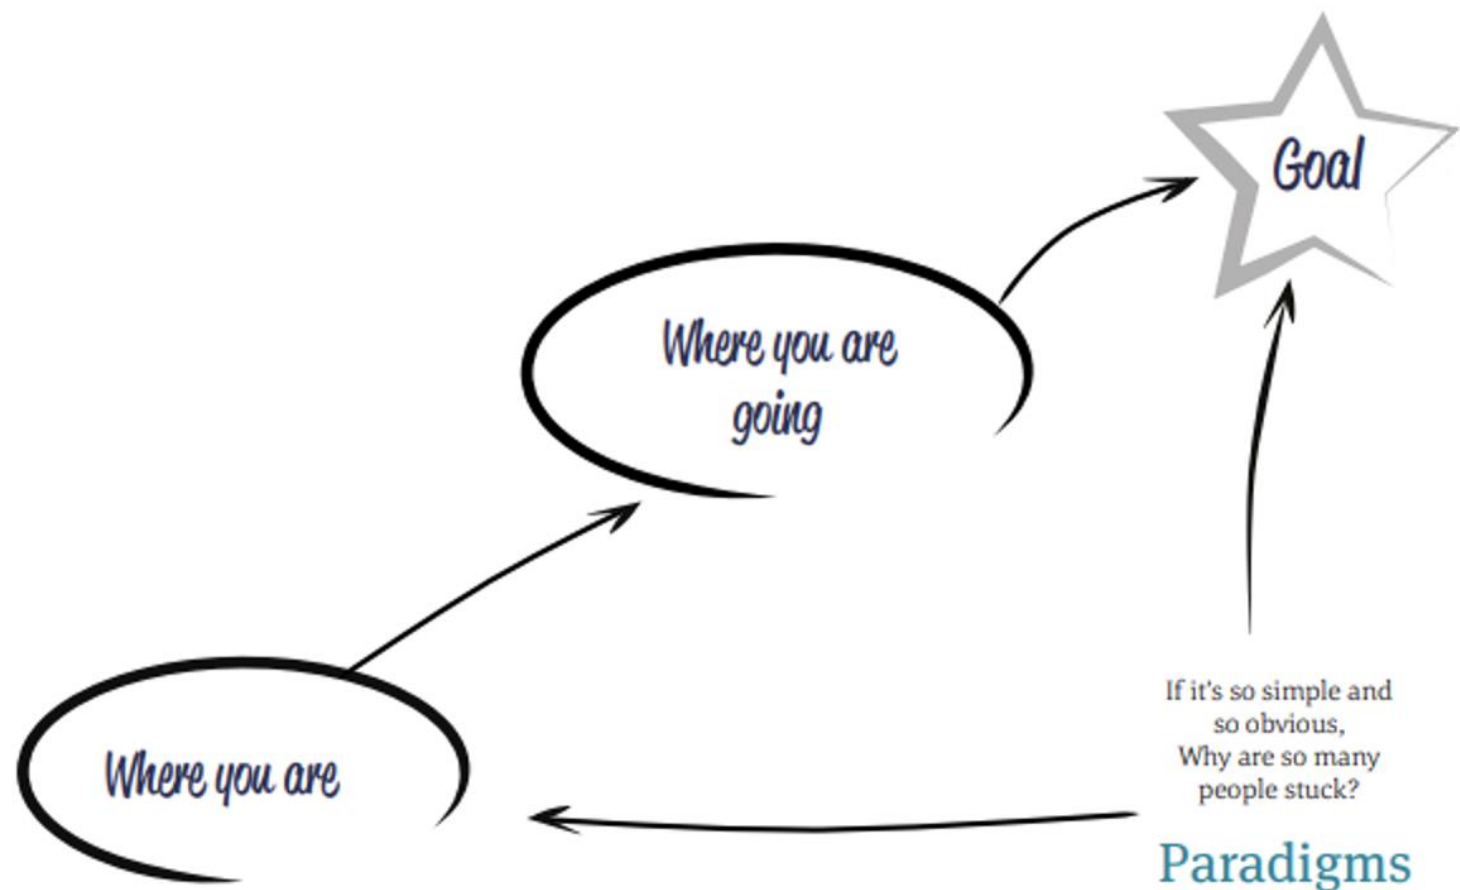 Goal
Where you are
going
Where you are
If it's so simple and
so obvious,
Why are so many
people stuck?
Paradigms